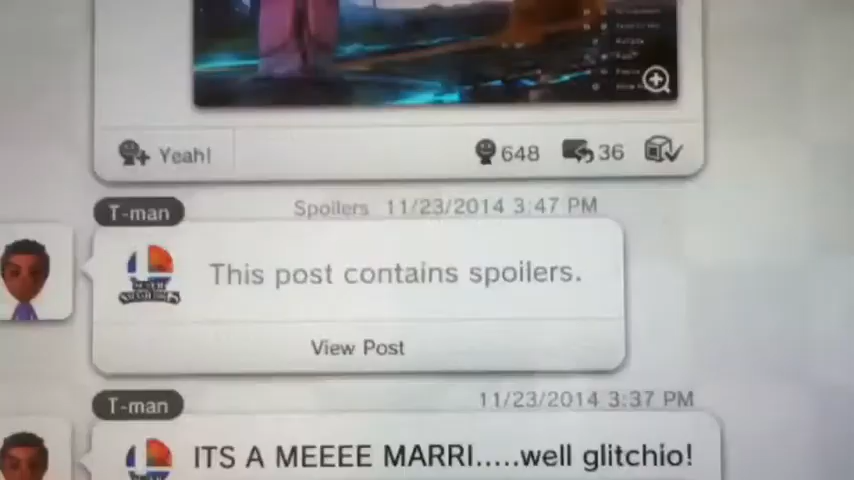 Yeah!
648
36
T-man
Spoilers 11/23/2014 3:47 PM
This post contains spoilers.
View Post
T-man
11/23/2014 3:37 PM
ITS A MEEEE MARRI.....well glitchio!